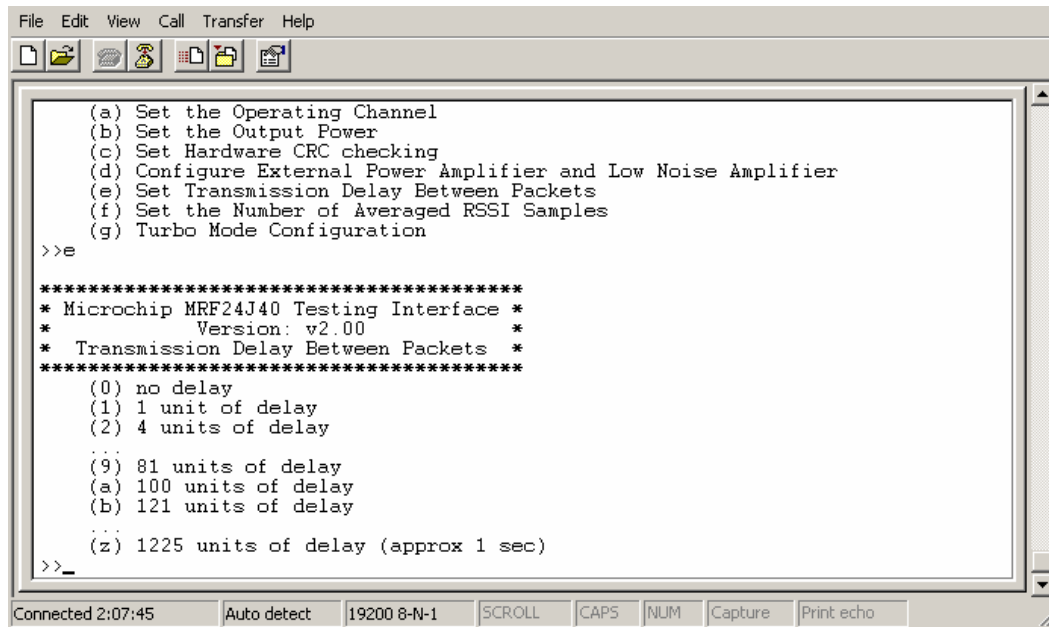 File Edit View Call Transfer Help
(a) Set the Operating Channel
(b) Set the Output Power
(c) Set Hardware CRC checking
(d) Configure External Power Amplifier and Low Noise Amplifier
(e) Set Transmission Delay Between Packets
(f) Set the Number of Averaged RSSI Samples
(g) Turbo Mode Configuration
>>e
****************************************
* Microchip MRF24J40 Testing Interface *
* Version: v2.00 *
* Transmission Delay Between Packets *
****************************************
(0) no delay
(1) 1 unit of delay
(2) 4 units of delay
...
(9) 81 units of delay
(a) 100 units of delay
(b) 121 units of delay
...
(z) 1225 units of delay (approx 1 sec)
>>_
Connected 2:07:45 Auto detect 19200 8-N-1 SCROLL CAPS NUM Capture Print echo